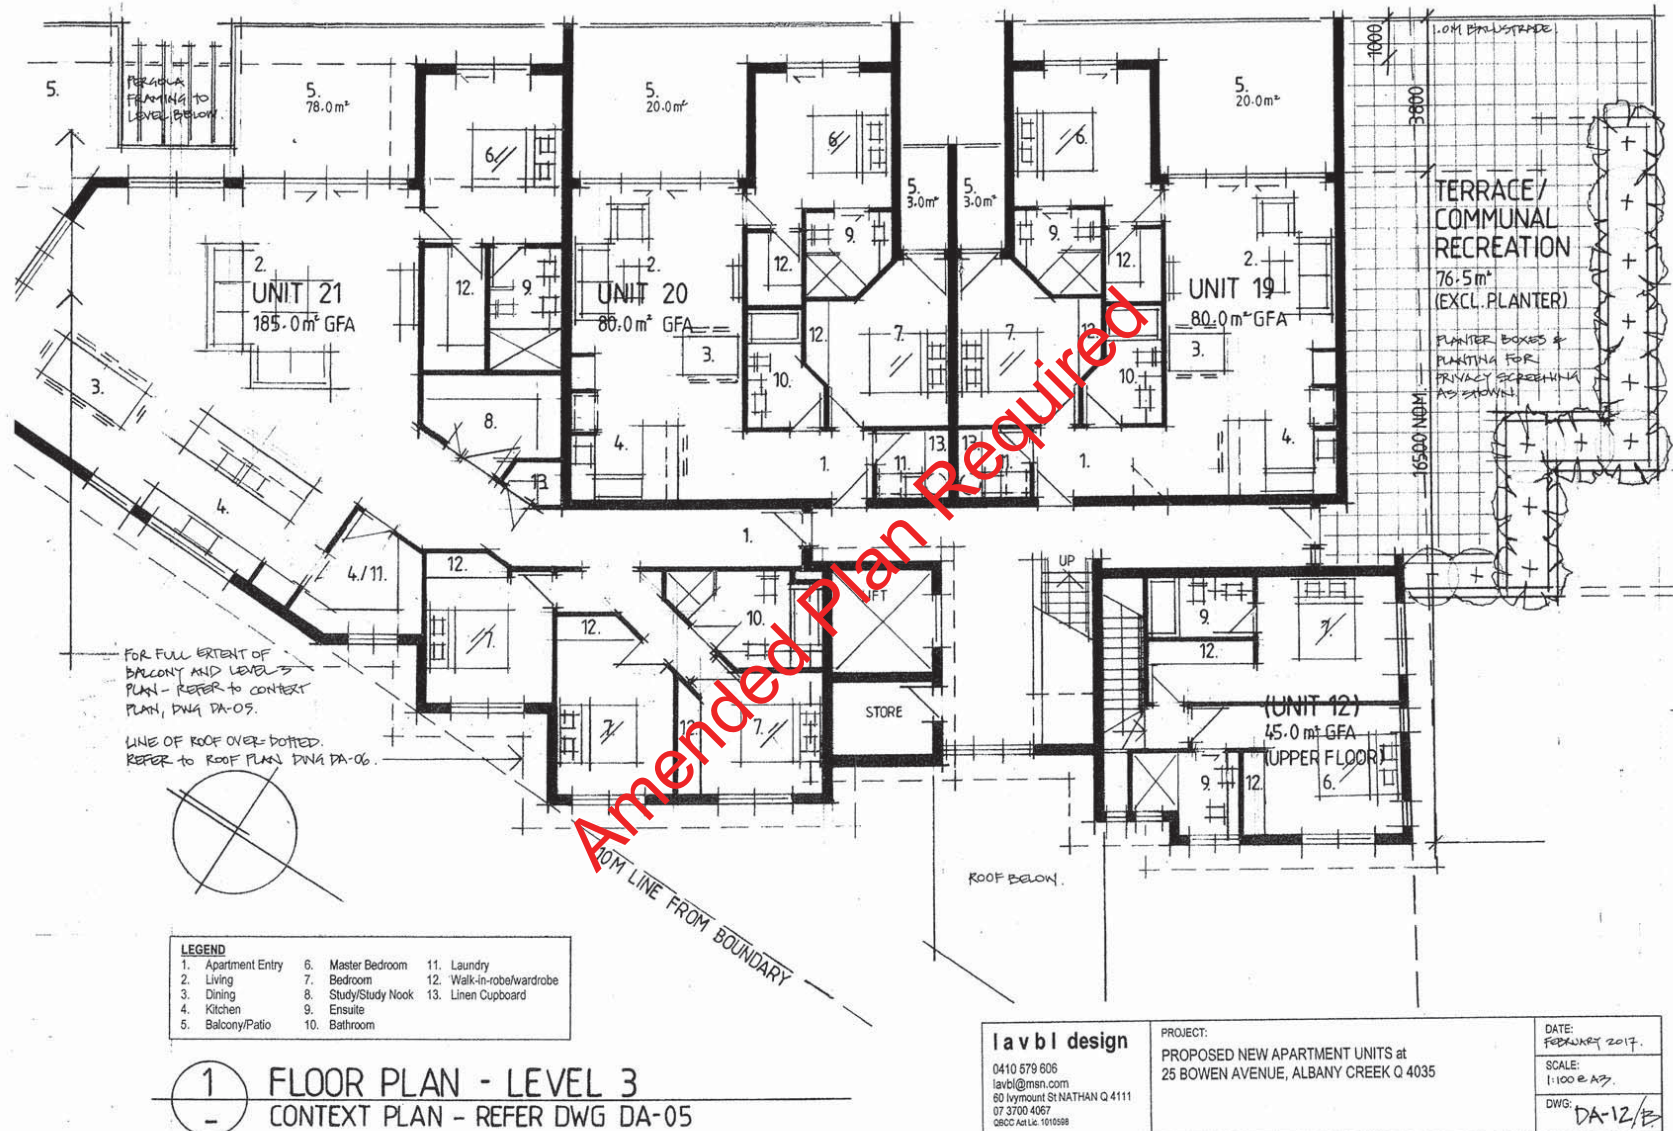 1.0M BALUSTRADE.
1000
3800
16500 NOM.
5.
PERGOLA
FRAMING TO
LEVEL BELOW.
5.
78.0m²
5.
20.0m²
5.
20.0m²
6.
6.
6.
5.
3.0m²
5.
3.0m²
TERRACE/
COMMUNAL
RECREATION
76.5m²
(EXCL. PLANTER)
PLANTER BOXES &
PLANTING FOR
PRIVACY SCREENING
AS SHOWN.
2.
UNIT 21
185.0m² GFA
12.
9.
2.
UNIT 20
80.0m² GFA
12.
9.
9.
12.
2.
UNIT 19
80.0m² GFA
3.
3.
12.
7.
7.
12.
3.
10.
10.
8.
4.
4.
1.
11.
13.
13.
11.
1.
13.
4.
1.
4./11.
12.
UP
LIFT
7.
12.
10.
9.
7.
12.
STORE
(UNIT 12)
45.0 m² GFA
(UPPER FLOOR)
7.
12.
7.
9.
12.
6.
FOR FULL EXTENT OF
BALCONY AND LEVEL 3
PLAN - REFER TO CONTEXT
PLAN, DWG DA-05.
LINE OF ROOF OVER DOTTED.
REFER TO ROOF PLAN DWG DA-06.
Amended Plan Required
10M LINE FROM BOUNDARY
ROOF BELOW.
LEGEND
1. Apartment Entry 6. Master Bedroom 11. Laundry
2. Living 7. Bedroom 12. Walk-in-robe/wardrobe
3. Dining 8. Study/Study Nook 13. Linen Cupboard
4. Kitchen 9. Ensuite
5. Balcony/Patio 10. Bathroom
1
-
FLOOR PLAN - LEVEL 3
CONTEXT PLAN - REFER DWG DA-05
lavbl design
0410 579 606
lavbl@msn.com
60 Ivymount St NATHAN Q 4111
07 3700 4067
QBCC Act Lic. 1010598
PROJECT:
PROPOSED NEW APARTMENT UNITS at
25 BOWEN AVENUE, ALBANY CREEK Q 4035
DATE:
FEBRUARY 2017.
SCALE:
1:100 @ A3.
DWG:
DA-12/B